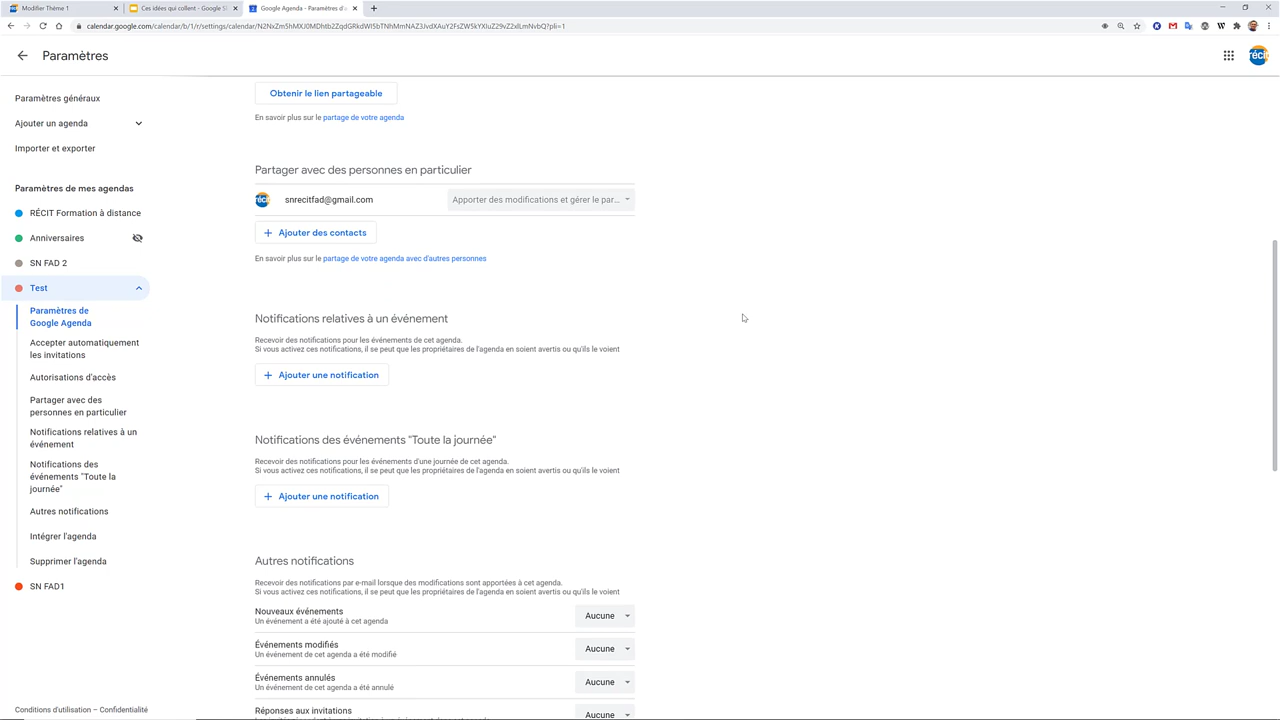 Modifier Thème 1
Ces idées qui collent - Google Sl
Google Agenda - Paramètres d'a
Paramètres
récit
Paramètres généraux
Ajouter un agenda
Importer et exporter
Paramètres de mes agendas
RÉCIT Formation à distance
Anniversaires
SN FAD 2
Test
Paramètres de
Google Agenda
Accepter automatiquement
les invitations
Autorisations d'accès
Partager avec des
personnes en particulier
Notifications relatives à un
événement
Notifications des
événements "Toute la
journée"
Autres notifications
Intégrer l'agenda
Supprimer l'agenda
SN FAD1
Conditions d'utilisation – Confidentialité
Obtenir le lien partageable
En savoir plus sur le partage de votre agenda
Partager avec des personnes en particulier
récit
snrecitfad@gmail.com
Apporter des modifications et gérer le par...
+ Ajouter des contacts
En savoir plus sur le partage de votre agenda avec d'autres personnes
Notifications relatives à un événement
Recevoir des notifications pour les événements de cet agenda.
Si vous activez ces notifications, il se peut que les propriétaires de l'agenda en soient avertis ou qu'ils le voient
+ Ajouter une notification
Notifications des événements "Toute la journée"
Recevoir des notifications pour les événements d'une journée de cet agenda.
Si vous activez ces notifications, il se peut que les propriétaires de l'agenda en soient avertis ou qu'ils le voient
+ Ajouter une notification
Autres notifications
Recevoir des notifications par e-mail lorsque des modifications sont apportées à cet agenda.
Si vous activez ces notifications, il se peut que les propriétaires de l'agenda en soient avertis ou qu'ils le voient
Nouveaux événements
Un événement a été ajouté à cet agenda
Aucune
Événements modifiés
Un événement de cet agenda a été modifié
Aucune
Événements annulés
Un événement de cet agenda a été annulé
Aucune
Réponses aux invitations
Aucune